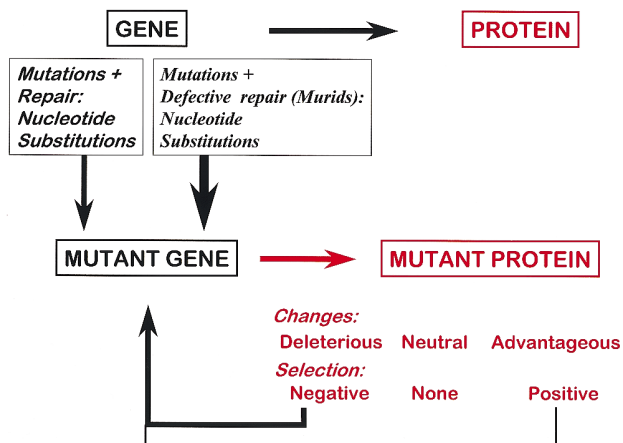 GENE
PROTEIN
Mutations +
Repair:
Nucleotide
Substitutions
Mutations +
Defective repair (Murids):
Nucleotide
Substitutions
MUTANT GENE
MUTANT PROTEIN
Changes:
Deleterious Neutral Advantageous
Selection:
Negative None Positive